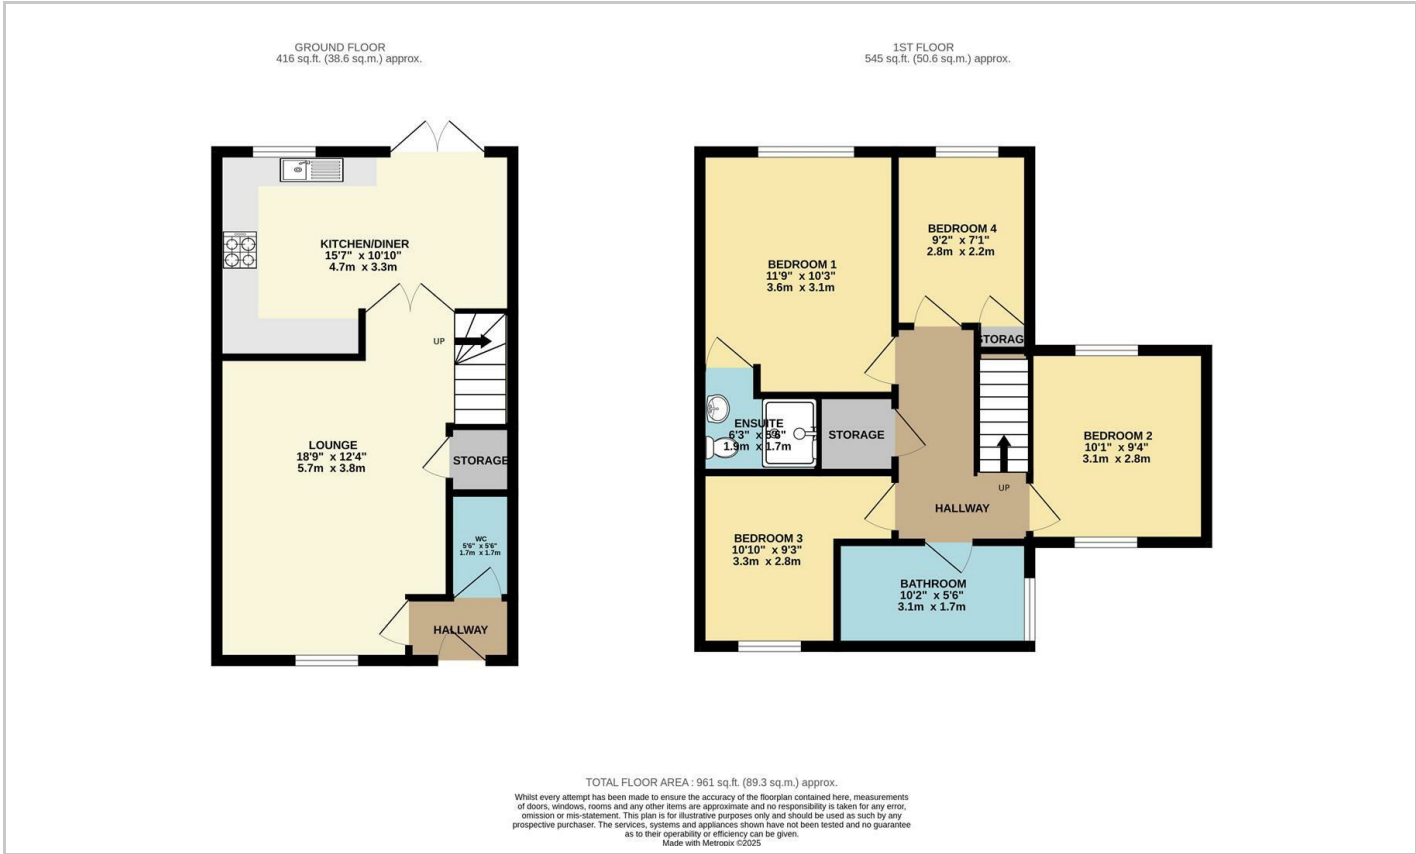 GROUND FLOOR
416 sq.ft. (38.6 sq.m.) approx.
KITCHEN/DINER
15'7" x 10'10"
4.7m x 3.3m
UP
LOUNGE
18'9" x 12'4"
5.7m x 3.8m
STORAGE
WC
5'6" x 5'6"
1.7m x 1.7m
HALLWAY
1ST FLOOR
545 sq.ft. (50.6 sq.m.) approx.
BEDROOM 1
11'9" x 10'3"
3.6m x 3.1m
BEDROOM 4
9'2" x 7'1"
2.8m x 2.2m
STORAG
ENSUITE
6'3" x 5'6"
1.9m x 1.7m
STORAGE
BEDROOM 2
10'1" x 9'4"
3.1m x 2.8m
UP
HALLWAY
BEDROOM 3
10'10" x 9'3"
3.3m x 2.8m
BATHROOM
10'2" x 5'6"
3.1m x 1.7m
TOTAL FLOOR AREA : 961 sq.ft. (89.3 sq.m.) approx.
Whilst every attempt has been made to ensure the accuracy of the floorplan contained here, measurements
of doors, windows, rooms and any other items are approximate and no responsibility is taken for any error,
omission or mis-statement. This plan is for illustrative purposes only and should be used as such by any
prospective purchaser. The services, systems and appliances shown have not been tested and no guarantee
as to their operability or efficiency can be given.
Made with Metropix ©2025